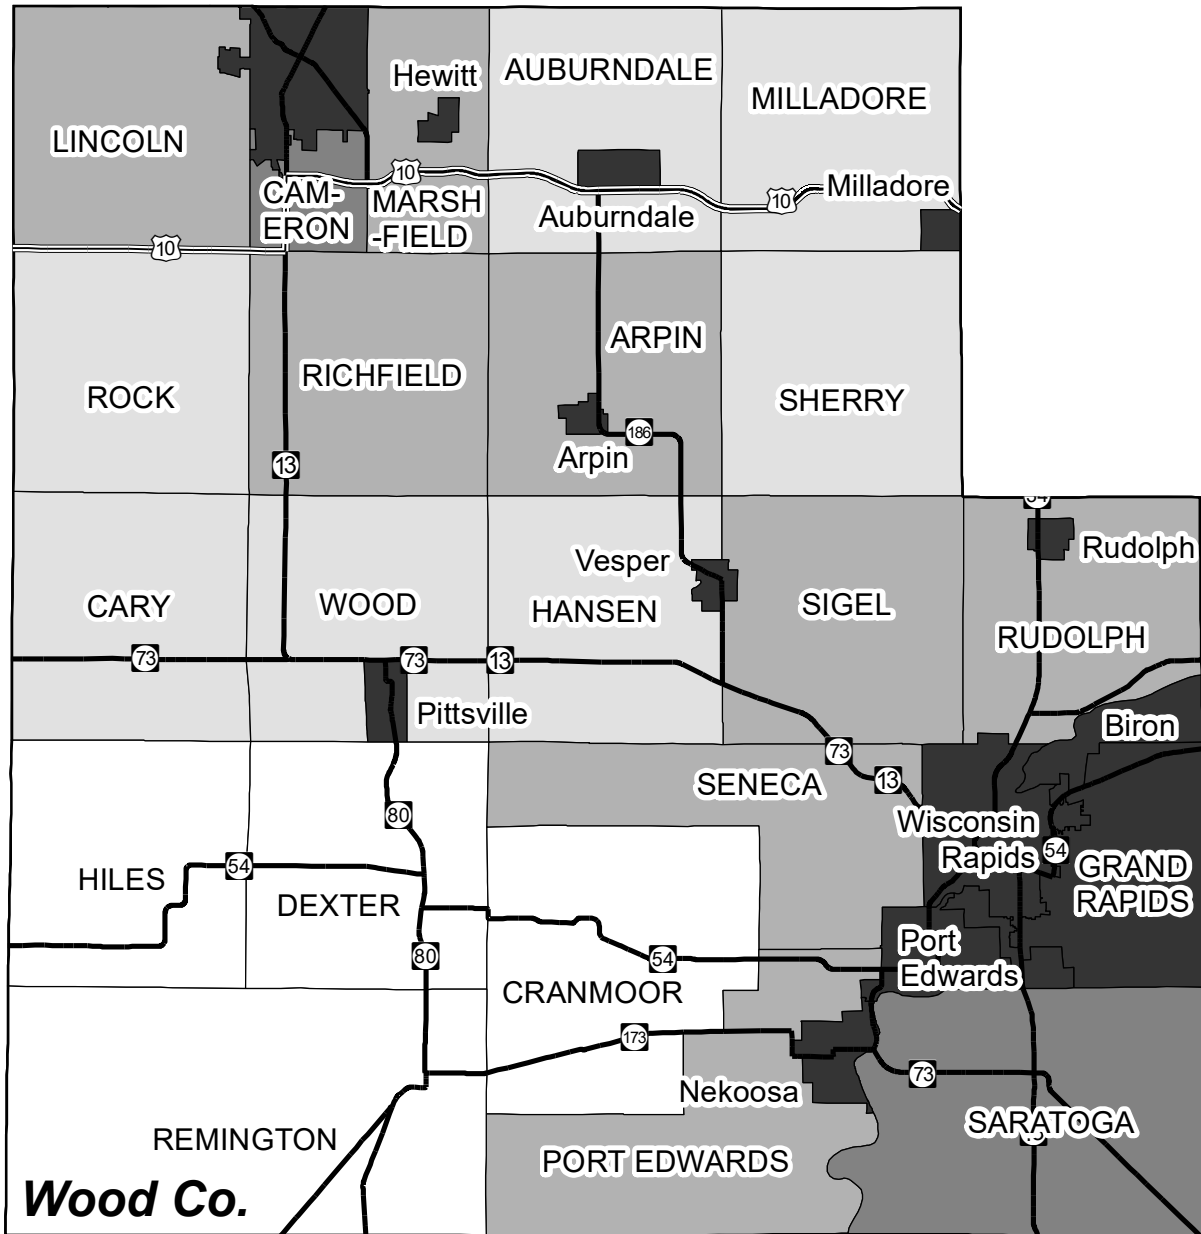 Hewitt
AUBURNDALE
MILLADORE
LINCOLN
10
CAM-
ERON
MARSH
-FIELD
Auburndale
10
Milladore
10
ROCK
RICHFIELD
ARPIN
SHERRY
13
Arpin
186
54
Rudolph
Vesper
CARY
WOOD
HANSEN
SIGEL
RUDOLPH
73
73
13
Pittsville
Biron
73
13
SENECA
80
Wisconsin
Rapids
54
GRAND
RAPIDS
HILES
54
DEXTER
80
54
Port
Edwards
CRANMOOR
173
73
Nekoosa
SARATOGA
REMINGTON
PORT EDWARDS
Wood Co.